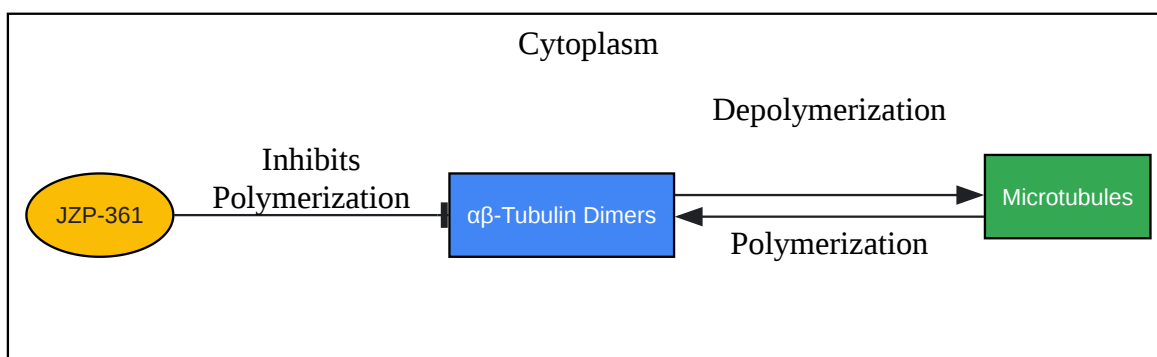 Cytoplasm
Depolymerization
Inhibits
Polymerization
JZP-361
αβ-Tubulin Dimers
Microtubules
Polymerization